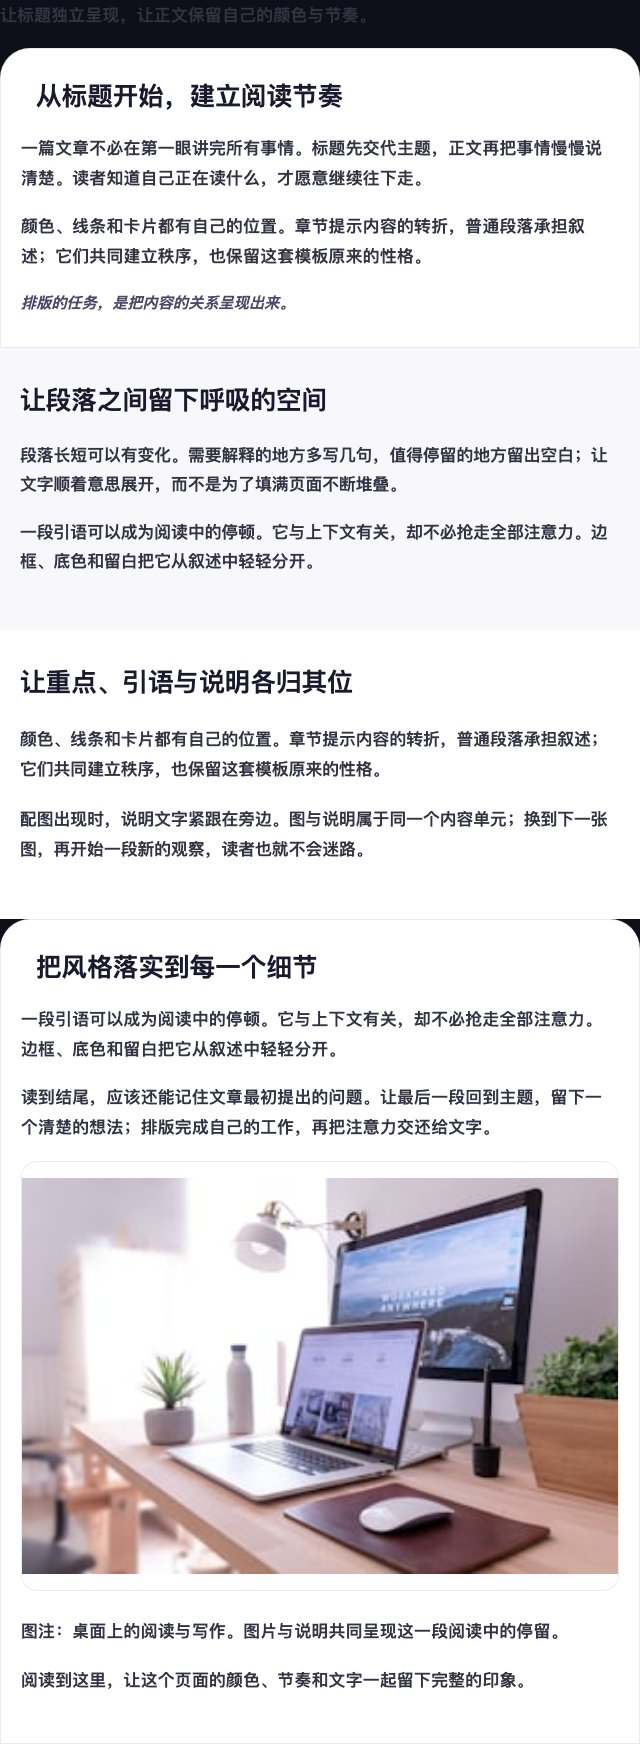 让标题独立呈现，让正文保留自己的颜色与节奏。
从标题开始，建立阅读节奏
一篇文章不必在第一眼讲完所有事情。标题先交代主题，正文再把事情慢慢说
清楚。读者知道自己正在读什么，才愿意继续往下走。
颜色、线条和卡片都有自己的位置。章节提示内容的转折，普通段落承担叙
述；它们共同建立秩序，也保留这套模板原来的性格。
排版的任务，是把内容的关系呈现出来。
让段落之间留下呼吸的空间
段落长短可以有变化。需要解释的地方多写几句，值得停留的地方留出空白；让
文字顺着意思展开，而不是为了填满页面不断堆叠。
一段引语可以成为阅读中的停顿。它与上下文有关，却不必抢走全部注意力。边
框、底色和留白把它从叙述中轻轻分开。
让重点、引语与说明各归其位
颜色、线条和卡片都有自己的位置。章节提示内容的转折，普通段落承担叙述；
它们共同建立秩序，也保留这套模板原来的性格。
配图出现时，说明文字紧跟在旁边。图与说明属于同一个内容单元；换到下一张
图，再开始一段新的观察，读者也就不会迷路。
把风格落实到每一个细节
一段引语可以成为阅读中的停顿。它与上下文有关，却不必抢走全部注意力。
边框、底色和留白把它从叙述中轻轻分开。
读到结尾，应该还能记住文章最初提出的问题。让最后一段回到主题，留下一
个清楚的想法；排版完成自己的工作，再把注意力交还给文字。
WORKHARD
ANYWHERE
图注：桌面上的阅读与写作。图片与说明共同呈现这一段阅读中的停留。
阅读到这里，让这个页面的颜色、节奏和文字一起留下完整的印象。